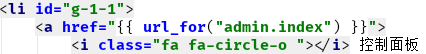 <li id="g-1-1">
<a href="{{ url_for("admin.index") }}">
<i class="fa fa-circle-o "></i> 控制面板